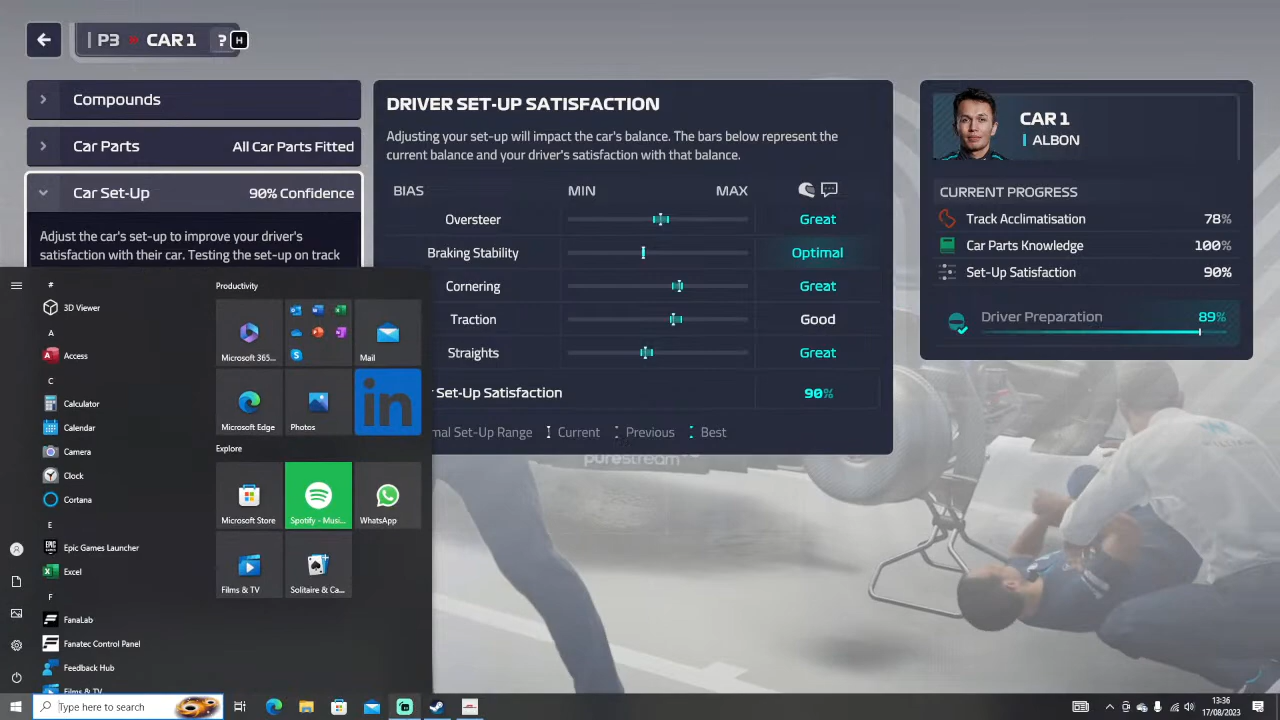 P3 CAR 1 ? H
Compounds
Car Parts All Car Parts Fitted
Car Set-Up 90% Confidence
Adjust the car's set-up to improve your driver's
satisfaction with their car. Testing the set-up on track
DRIVER SET-UP SATISFACTION
Adjusting your set-up will impact the car's balance. The bars below represent the
current balance and your driver's satisfaction with that balance.
BIAS MIN MAX
Oversteer Great
Braking Stability Optimal
Cornering Great
Traction Good
Straights Great
Set-Up Satisfaction 90%
mal Set-Up Range Current Previous Best
CAR 1
ALBON
CURRENT PROGRESS
Track Acclimatisation 78%
Car Parts Knowledge 100%
Set-Up Satisfaction 90%
Driver Preparation 89%
purestream
#
3D Viewer
A
Access
C
Calculator
Calendar
Camera
Clock
Cortana
E
Epic Games Launcher
Excel
F
FanaLab
Fanatec Control Panel
Feedback Hub
Films & TV
Productivity
Microsoft 365...
Mail
Microsoft Edge
Photos
in
Explore
Microsoft Store
Spotify - Musi...
WhatsApp
Films & TV
Solitaire & Ca...
Type here to search
13:36
17/08/2023